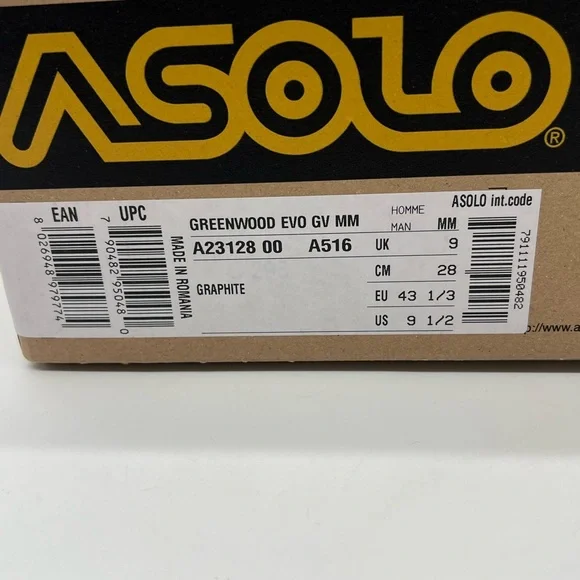 ASOLO®
EAN
8 026948 979774
UPC
7 90482 95048 0
MADE IN ROMANIA
GREENWOOD EVO GV MM
A23128 00 A516
GRAPHITE
HOMME
MAN MM
UK 9
CM 28
EU 43 1/3
US 9 1/2
ASOLO int.code
7911111950482
://www.a